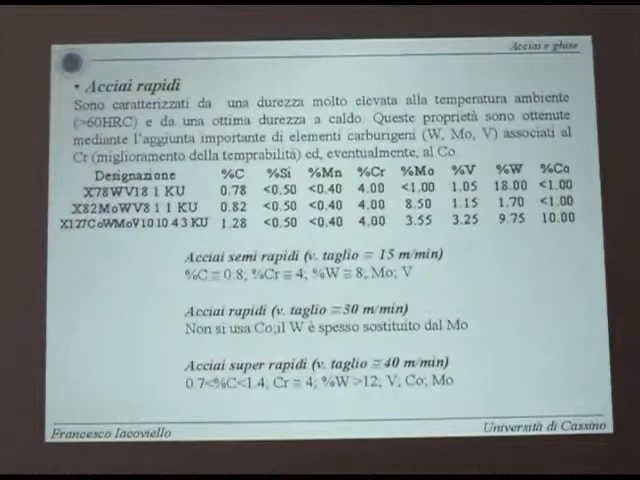 Acciai e ghise
• Acciai rapidi
Sono caratterizzati da una durezza molto elevata alla temperatura ambiente
(>60HRC) e da una ottima durezza a caldo. Queste proprietà sono ottenute
mediante l'aggiunta importante di elementi carburigeni (W, Mo, V) associati al
Cr (miglioramento della temprabilità) ed, eventualmente, al Co
Designazione %C %Si %Mn %Cr %Mo %V %W %Co
X78WV18 1 KU 0.78 <0.50 <0.40 4.00 <1.00 1.05 18.00 <1.00
X82MoWV8 1 1 KU 0.82 <0.50 <0.40 4.00 8.50 1.15 1.70 <1.00
X127CoWMoV10 10 4 3 KU 1.28 <0.50 <0.40 4.00 3.55 3.25 9.75 10.00
Acciai semi rapidi (v. taglio ≅ 15 m/min)
%C ≅ 0.8; %Cr ≅ 4; %W ≅ 8, Mo; V
Acciai rapidi (v. taglio ≅30 m/min)
Non si usa Co,il W è spesso sostituito dal Mo
Acciai super rapidi (v. taglio ≅40 m/min)
0.7<%C<1.4; Cr ≅ 4; %W >12; V; Co; Mo
Francesco Iacoviello
Università di Cassino